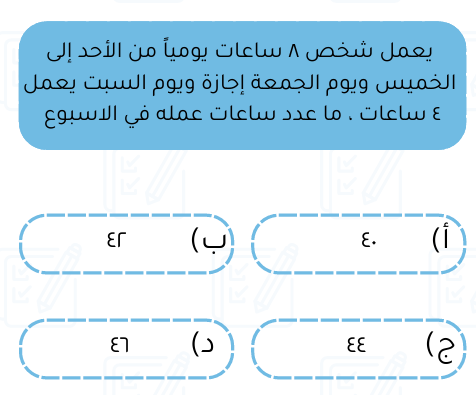 يعمل شخص ٨ ساعات يومياً من الأحد إلى
الخميس ويوم الجمعة إجازة ويوم السبت يعمل
٤ ساعات ، ما عدد ساعات عمله في الاسبوع
أ) ٤٠
ب) ٤٢
ج) ٤٤
د) ٤٦